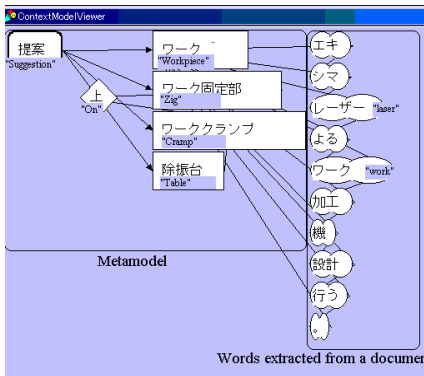 ContextModelViewer
提案
"Suggestion"
上
"On"
ワーク
"Workpiece"
ワーク固定部
"Zig"
ワーククランプ
"Cramp"
除振台
"Table"
エキ
シマ
レーザー "laser"
よる
ワーク "work"
加工
機
設計
行う
。
Metamodel
Words extracted from a documen